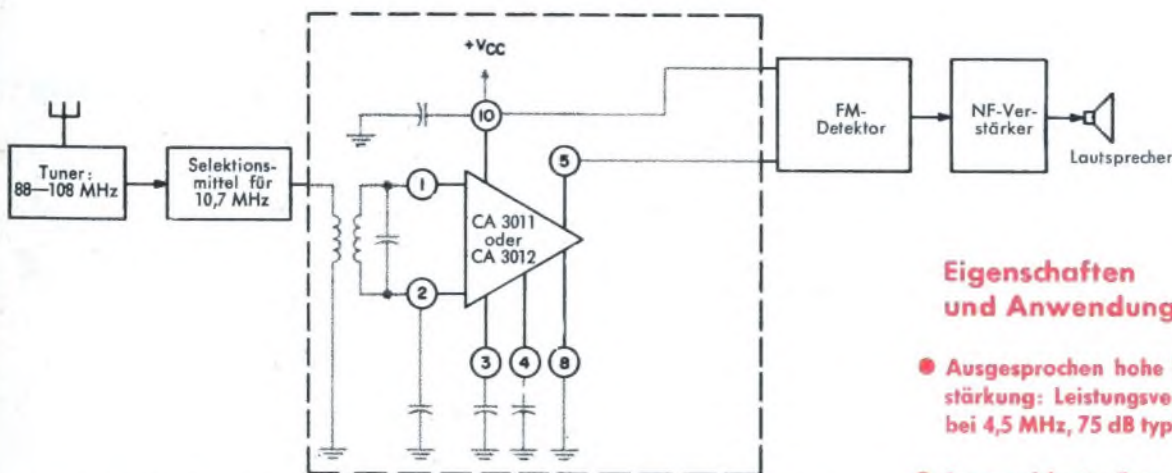 +VCC
10
Tuner:
88—108 MHz
Selektions-
mittel für
10,7 MHz
1
2
CA 3011
oder
CA 3012
5
3
4
8
FM-
Detektor
NF-Ver-
stärker
Lautsprecher
Eigenschaften
und Anwendung
Ausgesprochen hohe
stärkung: Leistungsve
bei 4,5 MHz, 75 dB typ